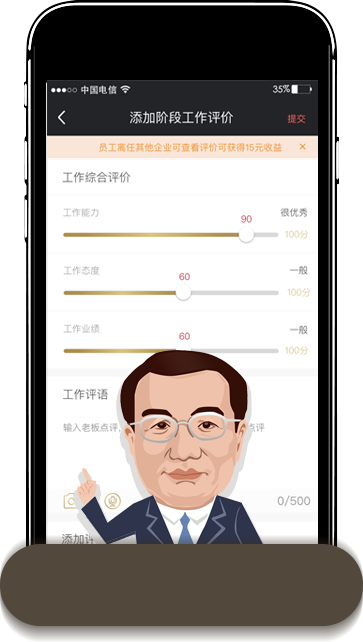 中国电信 35%
添加阶段工作评价 提交
员工离任其他企业可查看评价可获得15元收益 ×
工作综合评价
90
工作能力 很优秀
100分
60
工作态度 一般
100分
60
工作业绩 一般
100分
工作评语
输入老板点评, 点评
0/500
添加